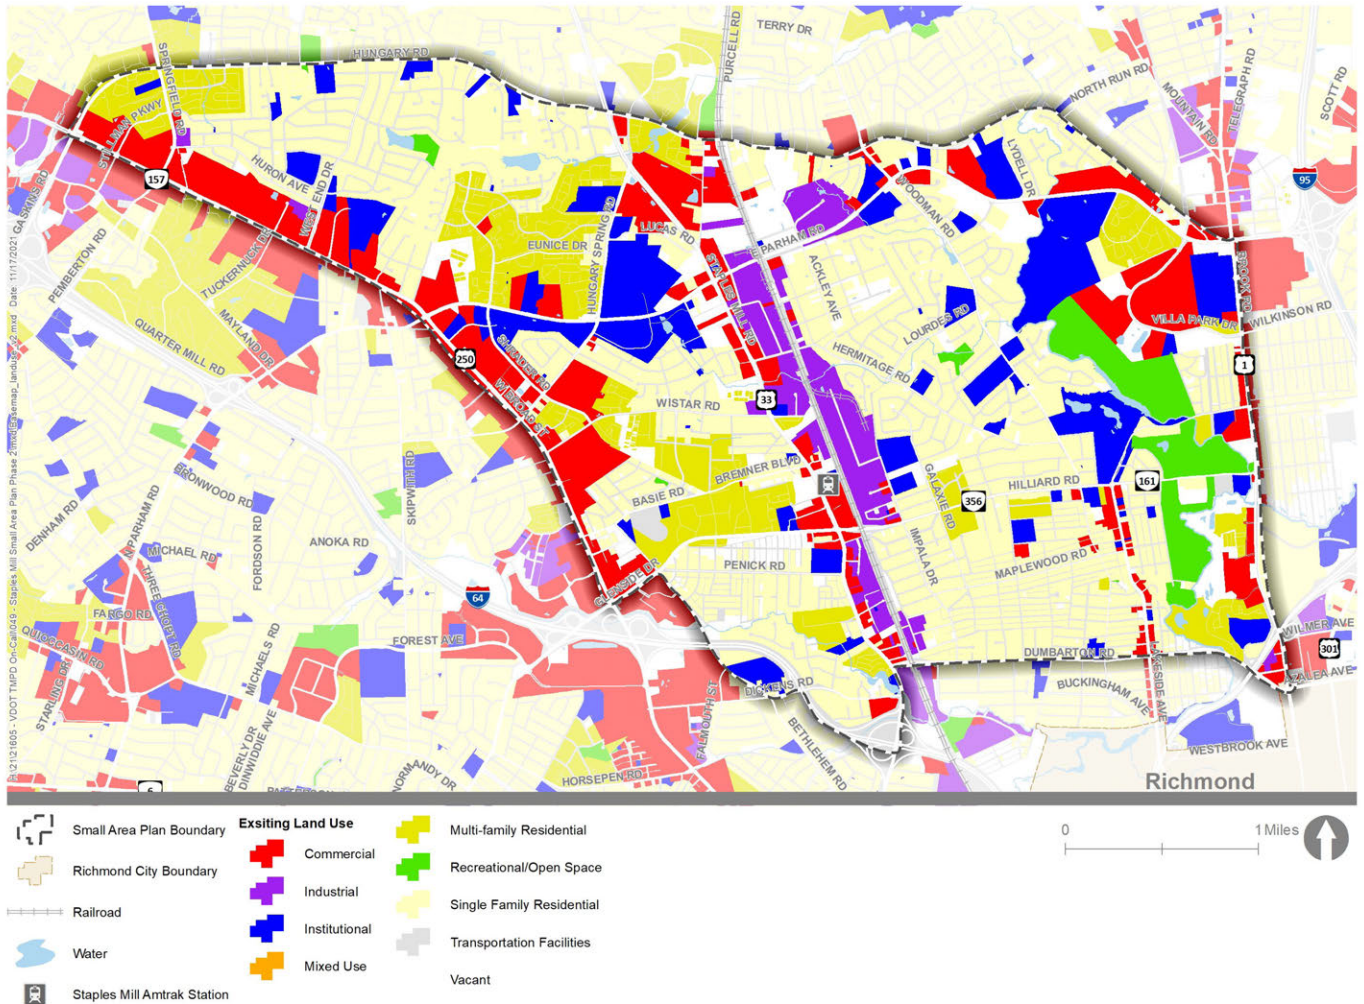 HUNGARY RD
SPRINGFIELD RD
PURCELL RD
TERRY DR
NORTH RUN RD
MOUNTAIN RD
TELEGRAPH RD
SCOTT RD
95
STILLMAN PKWY
157
HURON AVE
WEST END DR
GASKINS RD
PEMBERTON RD
TUCKERNUCK DR
MAYLAND DR
QUARTER MILL RD
EUNICE DR
HUNGARY SPRING RD
LUCAS RD
STAPLES MILL RD
PARHAM RD
ACKLEY AVE
WOODMAN RD
LYDELL DR
LOURDES RD
HERMITAGE RD
BROOK RD
VILLA PARK DR
WILKINSON RD
1
250
SHRADER RD
W BROAD ST
WISTAR RD
33
BREMNER BLVD
BASIE RD
GALAXIE RD
HILLIARD RD
356
161
IMPALA DR
MAPLEWOOD RD
PENICK RD
GLENSIDE DR
SKIPWITH RD
BRONWOOD RD
DENHAM RD
N PARHAM RD
MICHAEL RD
FORDSON RD
ANOKA RD
THREE CHOPT RD
64
FARGO RD
QUIOCCASIN RD
STARLING DR
MICHAELS RD
FOREST AVE
BEVERLY DR
DINWIDDIE AVE
NORMANDY DR
HORSEPEN RD
FALMOUTH ST
DICKENS RD
BETHLEHEM RD
DUMBARTON RD
BUCKINGHAM AVE
LAKESIDE AVE
WILMER AVE
301
AZALEA AVE
WESTBROOK AVE
Richmond
6
Small Area Plan Boundary
Richmond City Boundary
Railroad
Water
Staples Mill Amtrak Station
Exsiting Land Use
Commercial
Industrial
Institutional
Mixed Use
Multi-family Residential
Recreational/Open Space
Single Family Residential
Transportation Facilities
Vacant
0 1 Miles